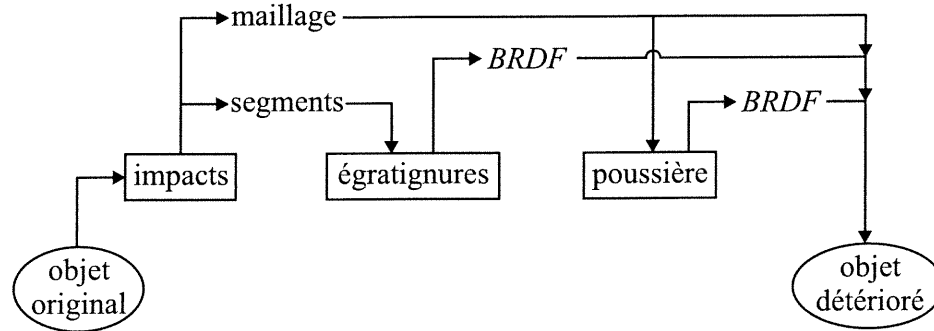 maillage
BRDF
segments
BRDF
impacts
égratignures
poussière
objet
original
objet
détérioré